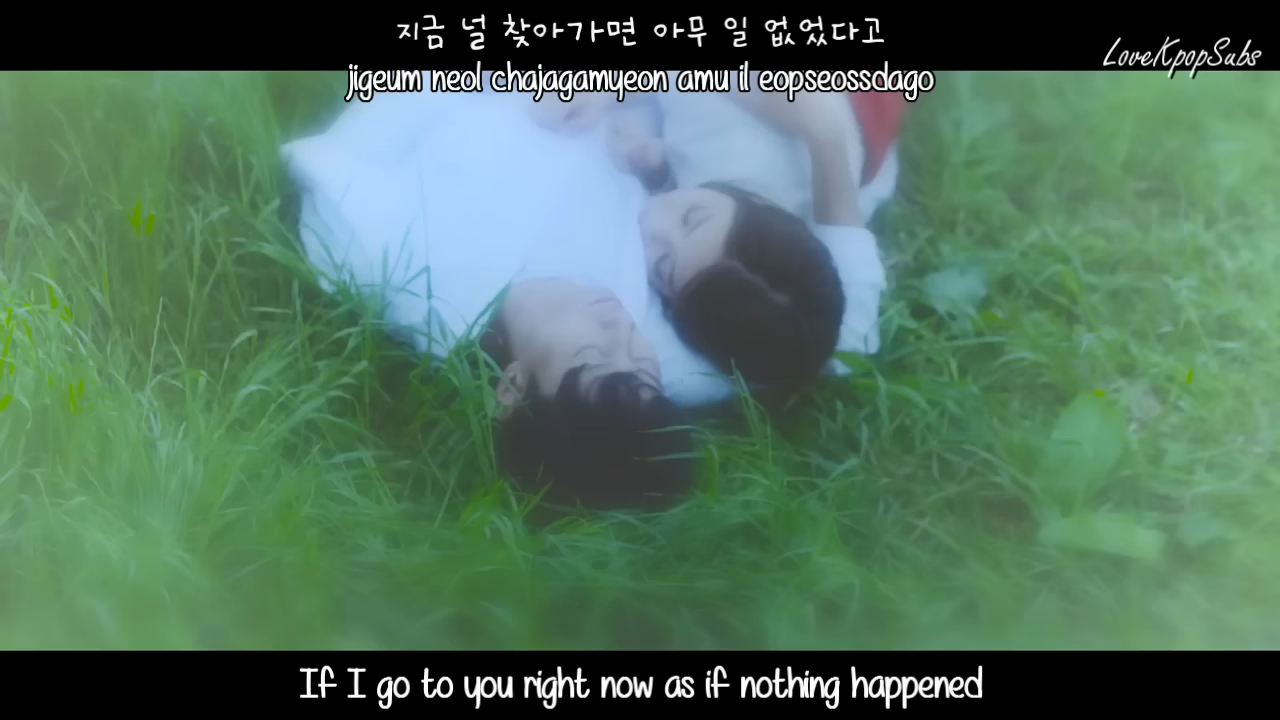 지금 널 찾아가면 아무 일 없었다고
LoveKpopSubs
jigeum neol chajagamyeon amu il eopseossdago
If I go to you right now as if nothing happened